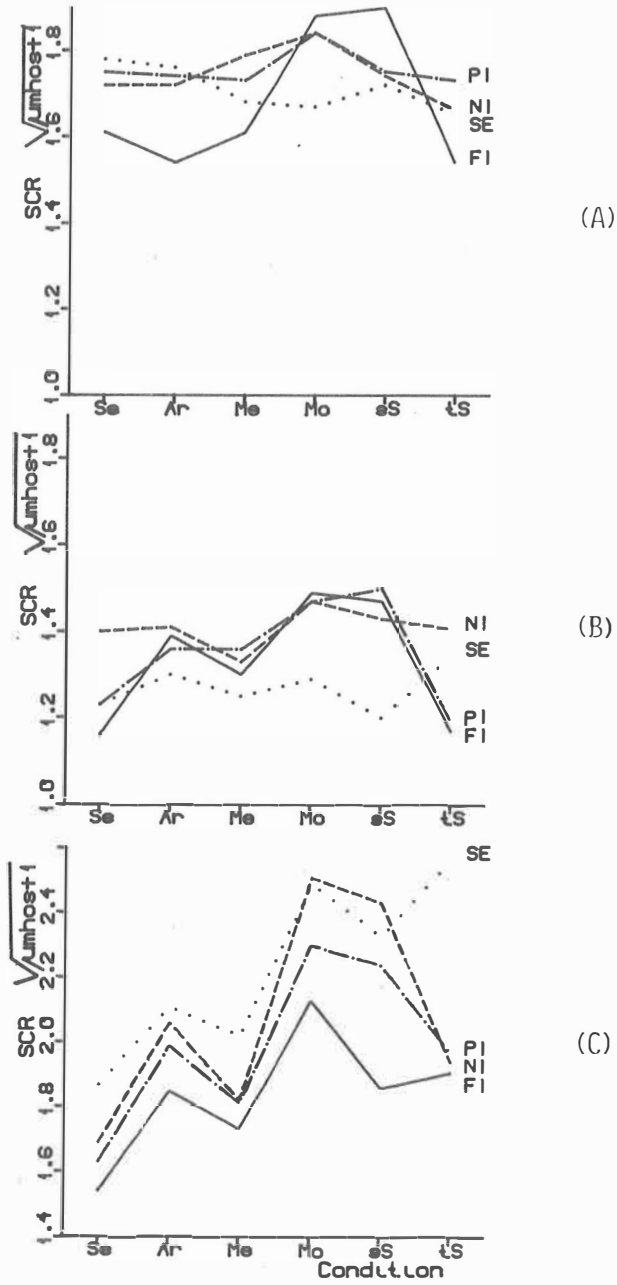 SCR √umhos+1
1.8
1.6
1.4
1.2
1.0
PI
NI
SE
FI
(A)
Se Ar Me Mo sS tS
SCR √umhos+1
1.8
1.6
1.4
1.2
1.0
NI
SE
PI
FI
(B)
Se Ar Me Mo sS tS
SCR √umhos+1
2.4
2.2
2.0
1.8
1.6
1.4
SE
PI
NI
FI
(C)
Se Ar Me Mo sS tS
Condition